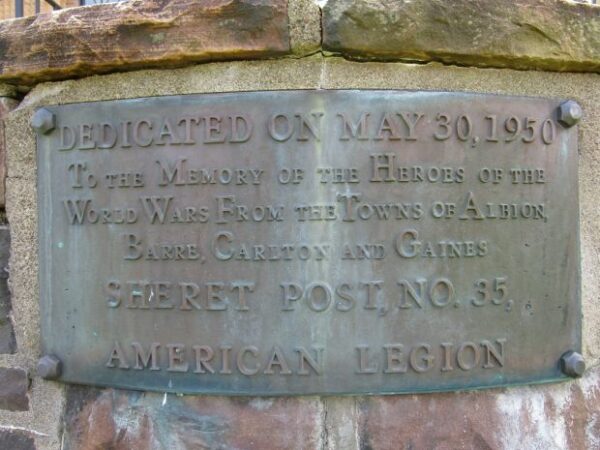 DEDICATED ON MAY 30, 1950
TO THE MEMORY OF THE HEROES OF THE
WORLD WARS FROM THE TOWNS OF ALBION,
BARRE, CARLTON AND GAINES
SHERET POST, NO. 35,
AMERICAN LEGION